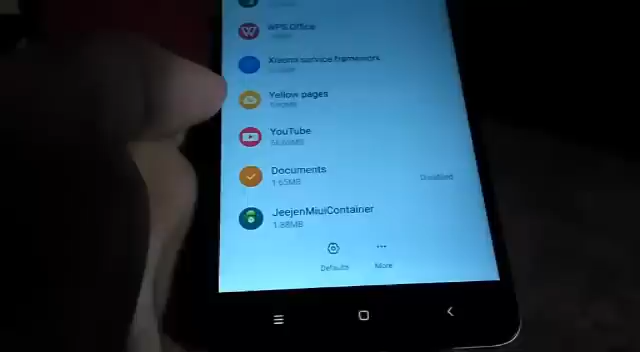 WPS Office
Xiaomi service framework
Yellow pages
YouTube
Documents
1.65MB
Disabled
JeejenMiuiContainer
1.88MB
Defaults
More